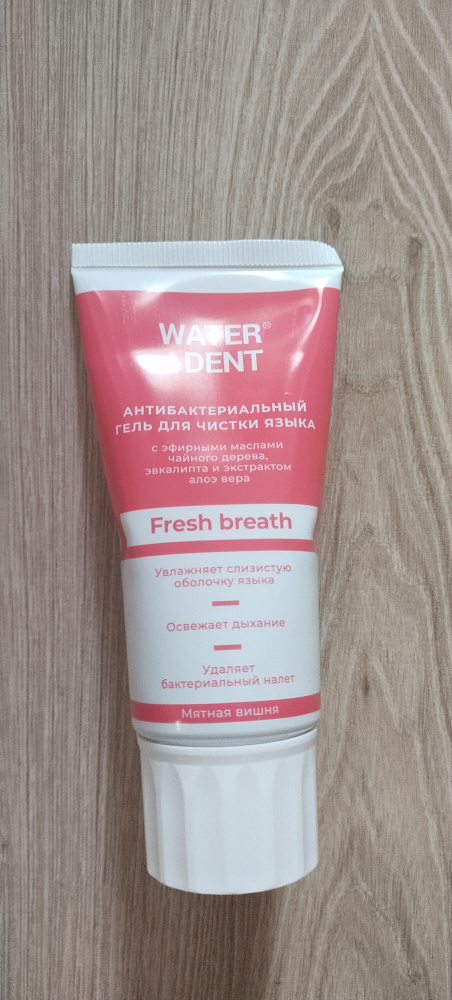 WATER®
DENT
АНТИБАКТЕРИАЛЬНЫЙ
ГЕЛЬ ДЛЯ ЧИСТКИ ЯЗЫКА
с эфирными маслами
чайного дерева,
эвкалипта и экстрактом
алоэ вера
Fresh breath
Увлажняет слизистую
оболочку языка
Освежает дыхание
Удаляет
бактериальный налет
Мятная вишня